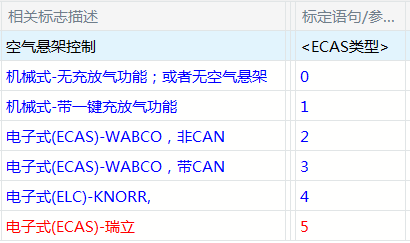 相关标志描述 标定语句/参...
空气悬架控制 <ECAS类型>
机械式-无充放气功能；或者无空气悬架 0
机械式-带一键充放气功能 1
电子式(ECAS)-WABCO，非CAN 2
电子式(ECAS)-WABCO，带CAN 3
电子式(ELC)-KNORR, 4
电子式(ECAS)-瑞立 5